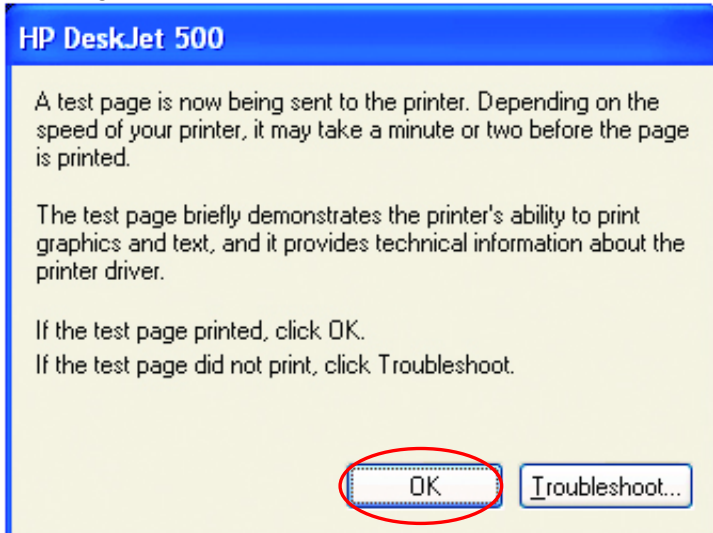 HP DeskJet 500
A test page is now being sent to the printer. Depending on the
speed of your printer, it may take a minute or two before the page
is printed.
The test page briefly demonstrates the printer's ability to print
graphics and text, and it provides technical information about the
printer driver.
If the test page printed, click OK.
If the test page did not print, click Troubleshoot.
OK
Troubleshoot...